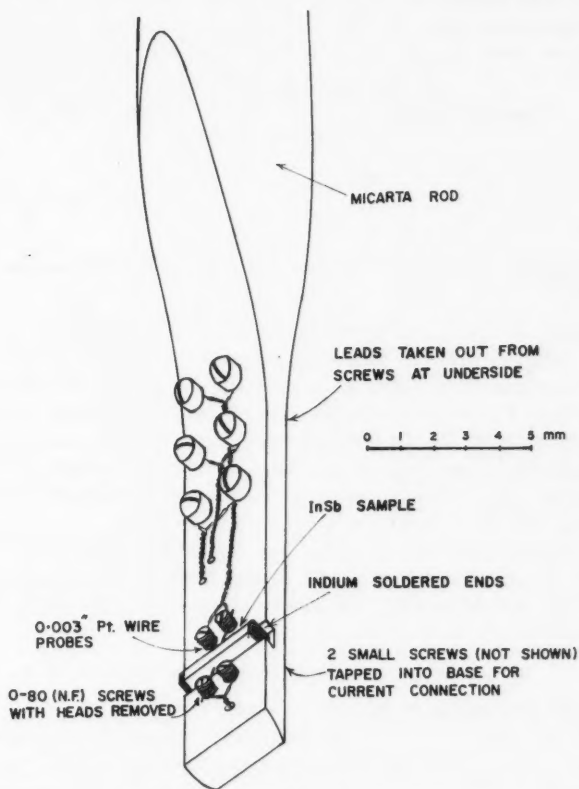 MICARTA ROD
LEADS TAKEN OUT FROM
SCREWS AT UNDERSIDE
0 1 2 3 4 5 mm
InSb SAMPLE
INDIUM SOLDERED ENDS
0·003" Pt. WIRE
PROBES
2 SMALL SCREWS (NOT SHOWN)
TAPPED INTO BASE FOR
CURRENT CONNECTION
0-80 (N.F.) SCREWS
WITH HEADS REMOVED